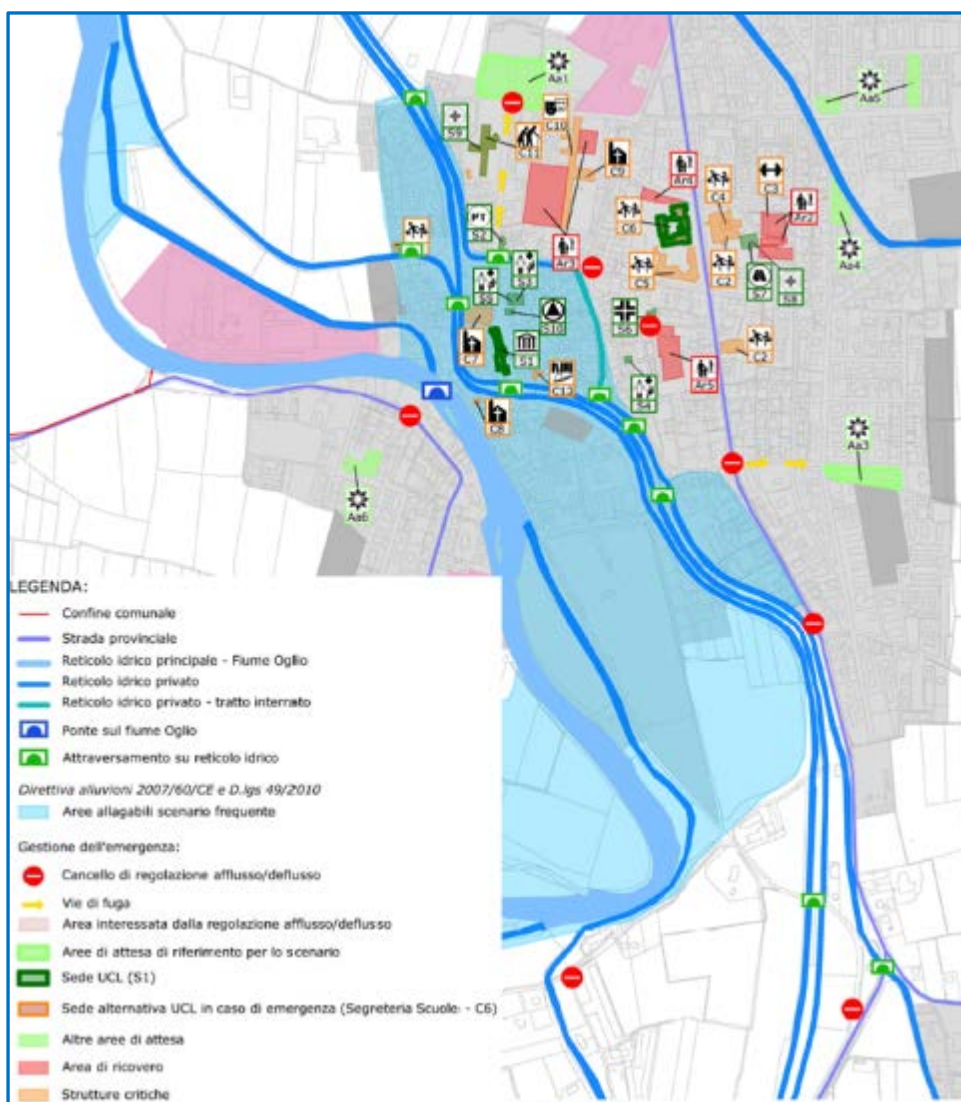 Aa1
Aa5
C10
S9
C11
C9
Ar4
C4
C3
C6
Ar2
PT
S2
Ar3
Aa4
S3
C5
C2
S7
S8
S10
S6
C7
S1
C2
C12
Ar5
S4
C8
Aa3
Aa6
LEGENDA:
Confine comunale
Strada provinciale
Reticolo idrico principale - Fiume Oglio
Reticolo idrico privato
Reticolo idrico privato - tratto interrato
Ponte sul fiume Oglio
Attraversamento su reticolo idrico
Direttiva alluvioni 2007/60/CE e D.lgs 49/2010
Aree allagabili scenario frequente
Gestione dell'emergenza:
Cancello di regolazione afflusso/deflusso
Vie di fuga
Area interessata dalla regolazione afflusso/deflusso
Aree di attesa di riferimento per lo scenario
Sede UCL (S1)
Sede alternativa UCL in caso di emergenza (Segreteria Scuole - C6)
Altre aree di attesa
Area di ricovero
Strutture critiche